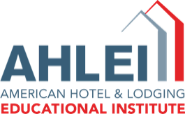 AHLEI
AMERICAN HOTEL & LODGING
EDUCATIONAL INSTITUTE